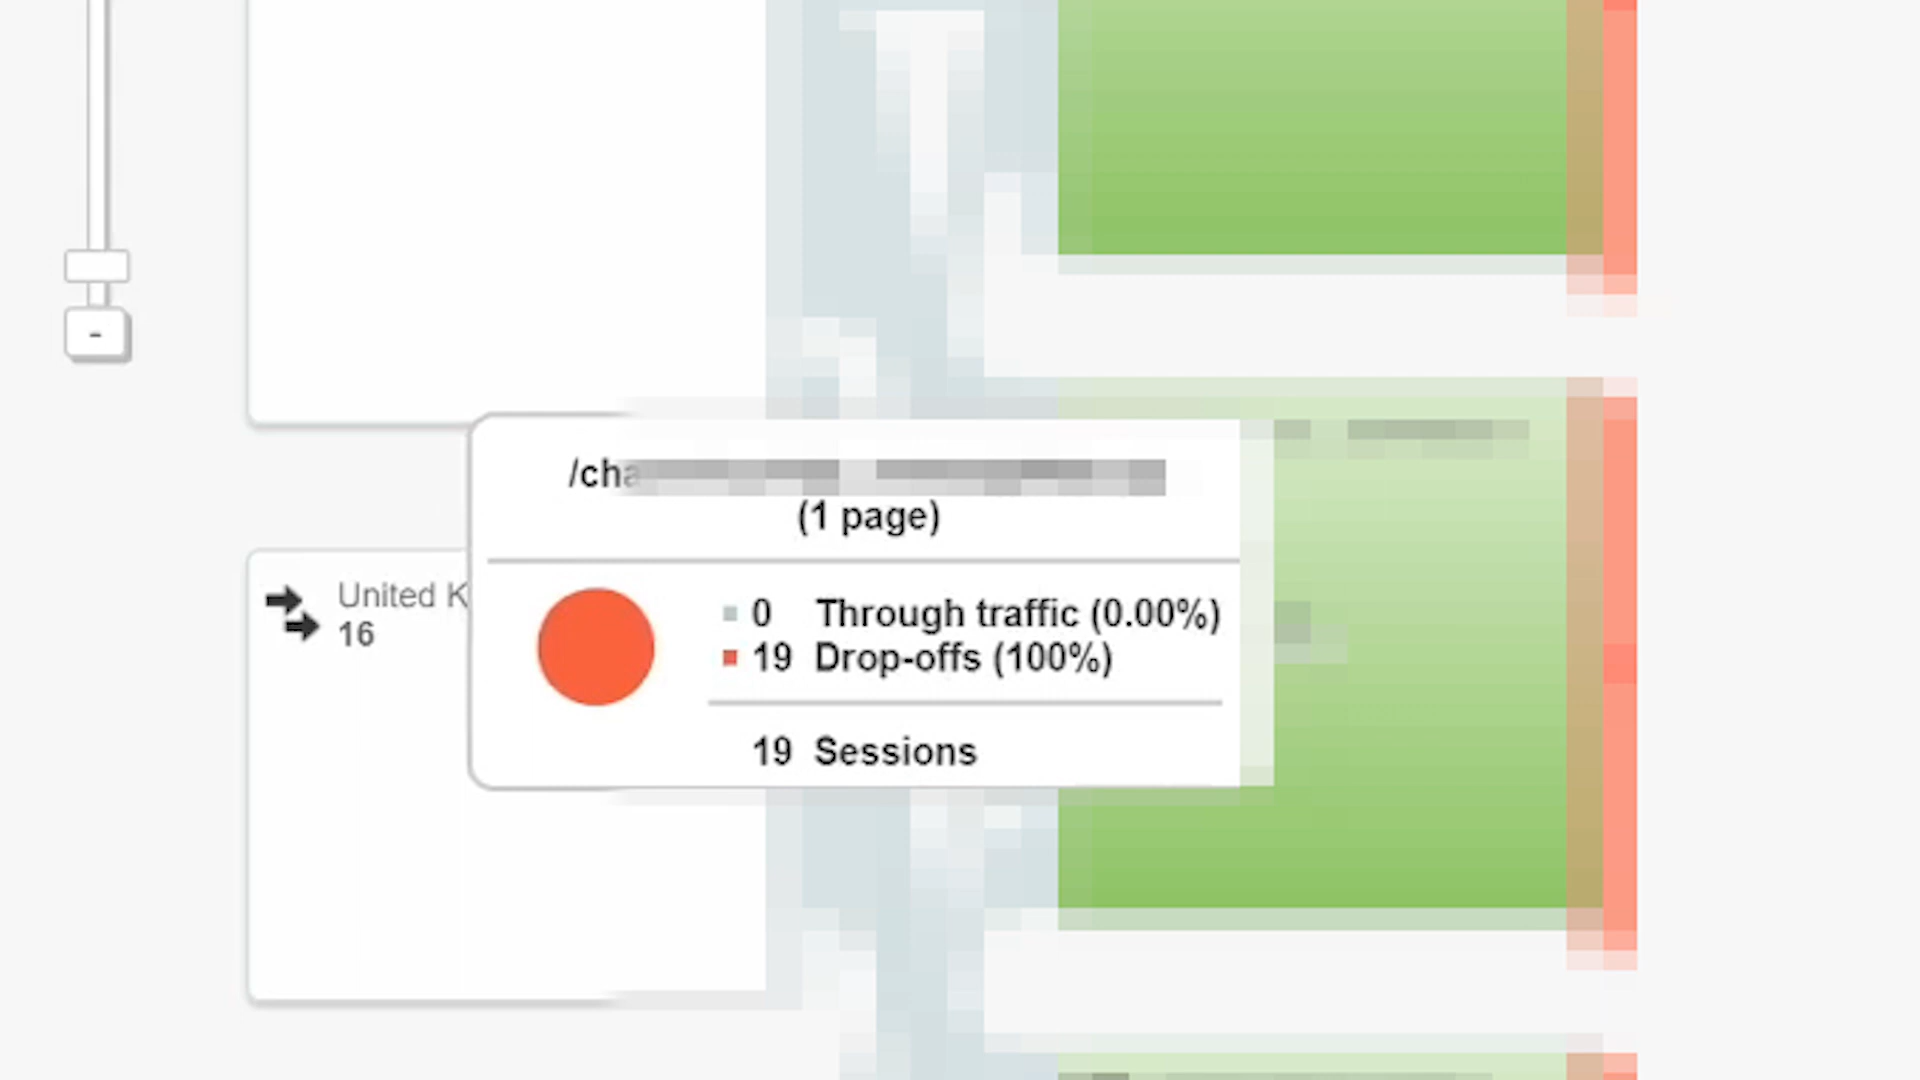 -
/cha
(1 page)
United K
16
0 Through traffic (0.00%)
19 Drop-offs (100%)
19 Sessions